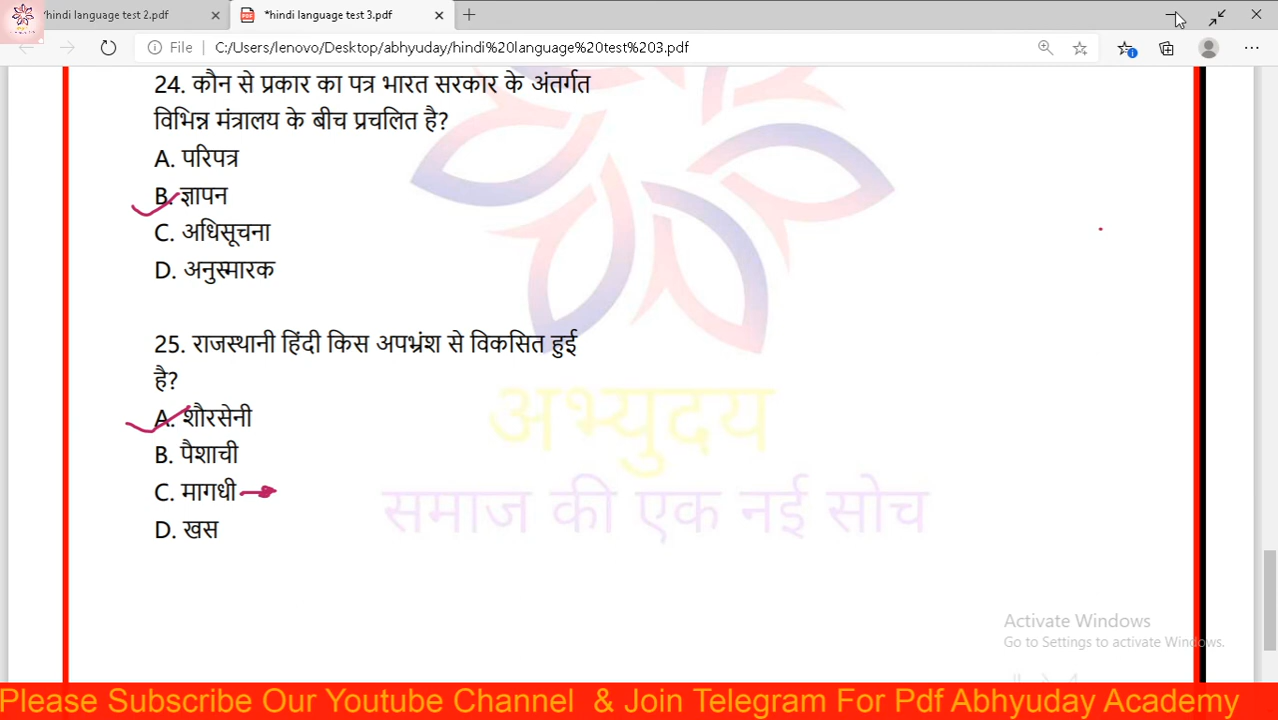 hindi language test 2.pdf
*hindi language test 3.pdf
File C:/Users/lenovo/Desktop/abhyuday/hindi%20language%20test%203.pdf
24. कौन से प्रकार का पत्र भारत सरकार के अंतर्गत
विभिन्न मंत्रालय के बीच प्रचलित है?
A. परिपत्र
B. ज्ञापन
C. अधिसूचना
D. अनुस्मारक
25. राजस्थानी हिंदी किस अपभ्रंश से विकसित हुई
है?
A. शौरसेनी
B. पैशाची
C. मागधी
D. खस
अभ्युदय
समाज की एक नई सोच
Activate Windows
Go to Settings to activate Windows.
Please Subscribe Our Youtube Channel & Join Telegram For Pdf Abhyuday Academy